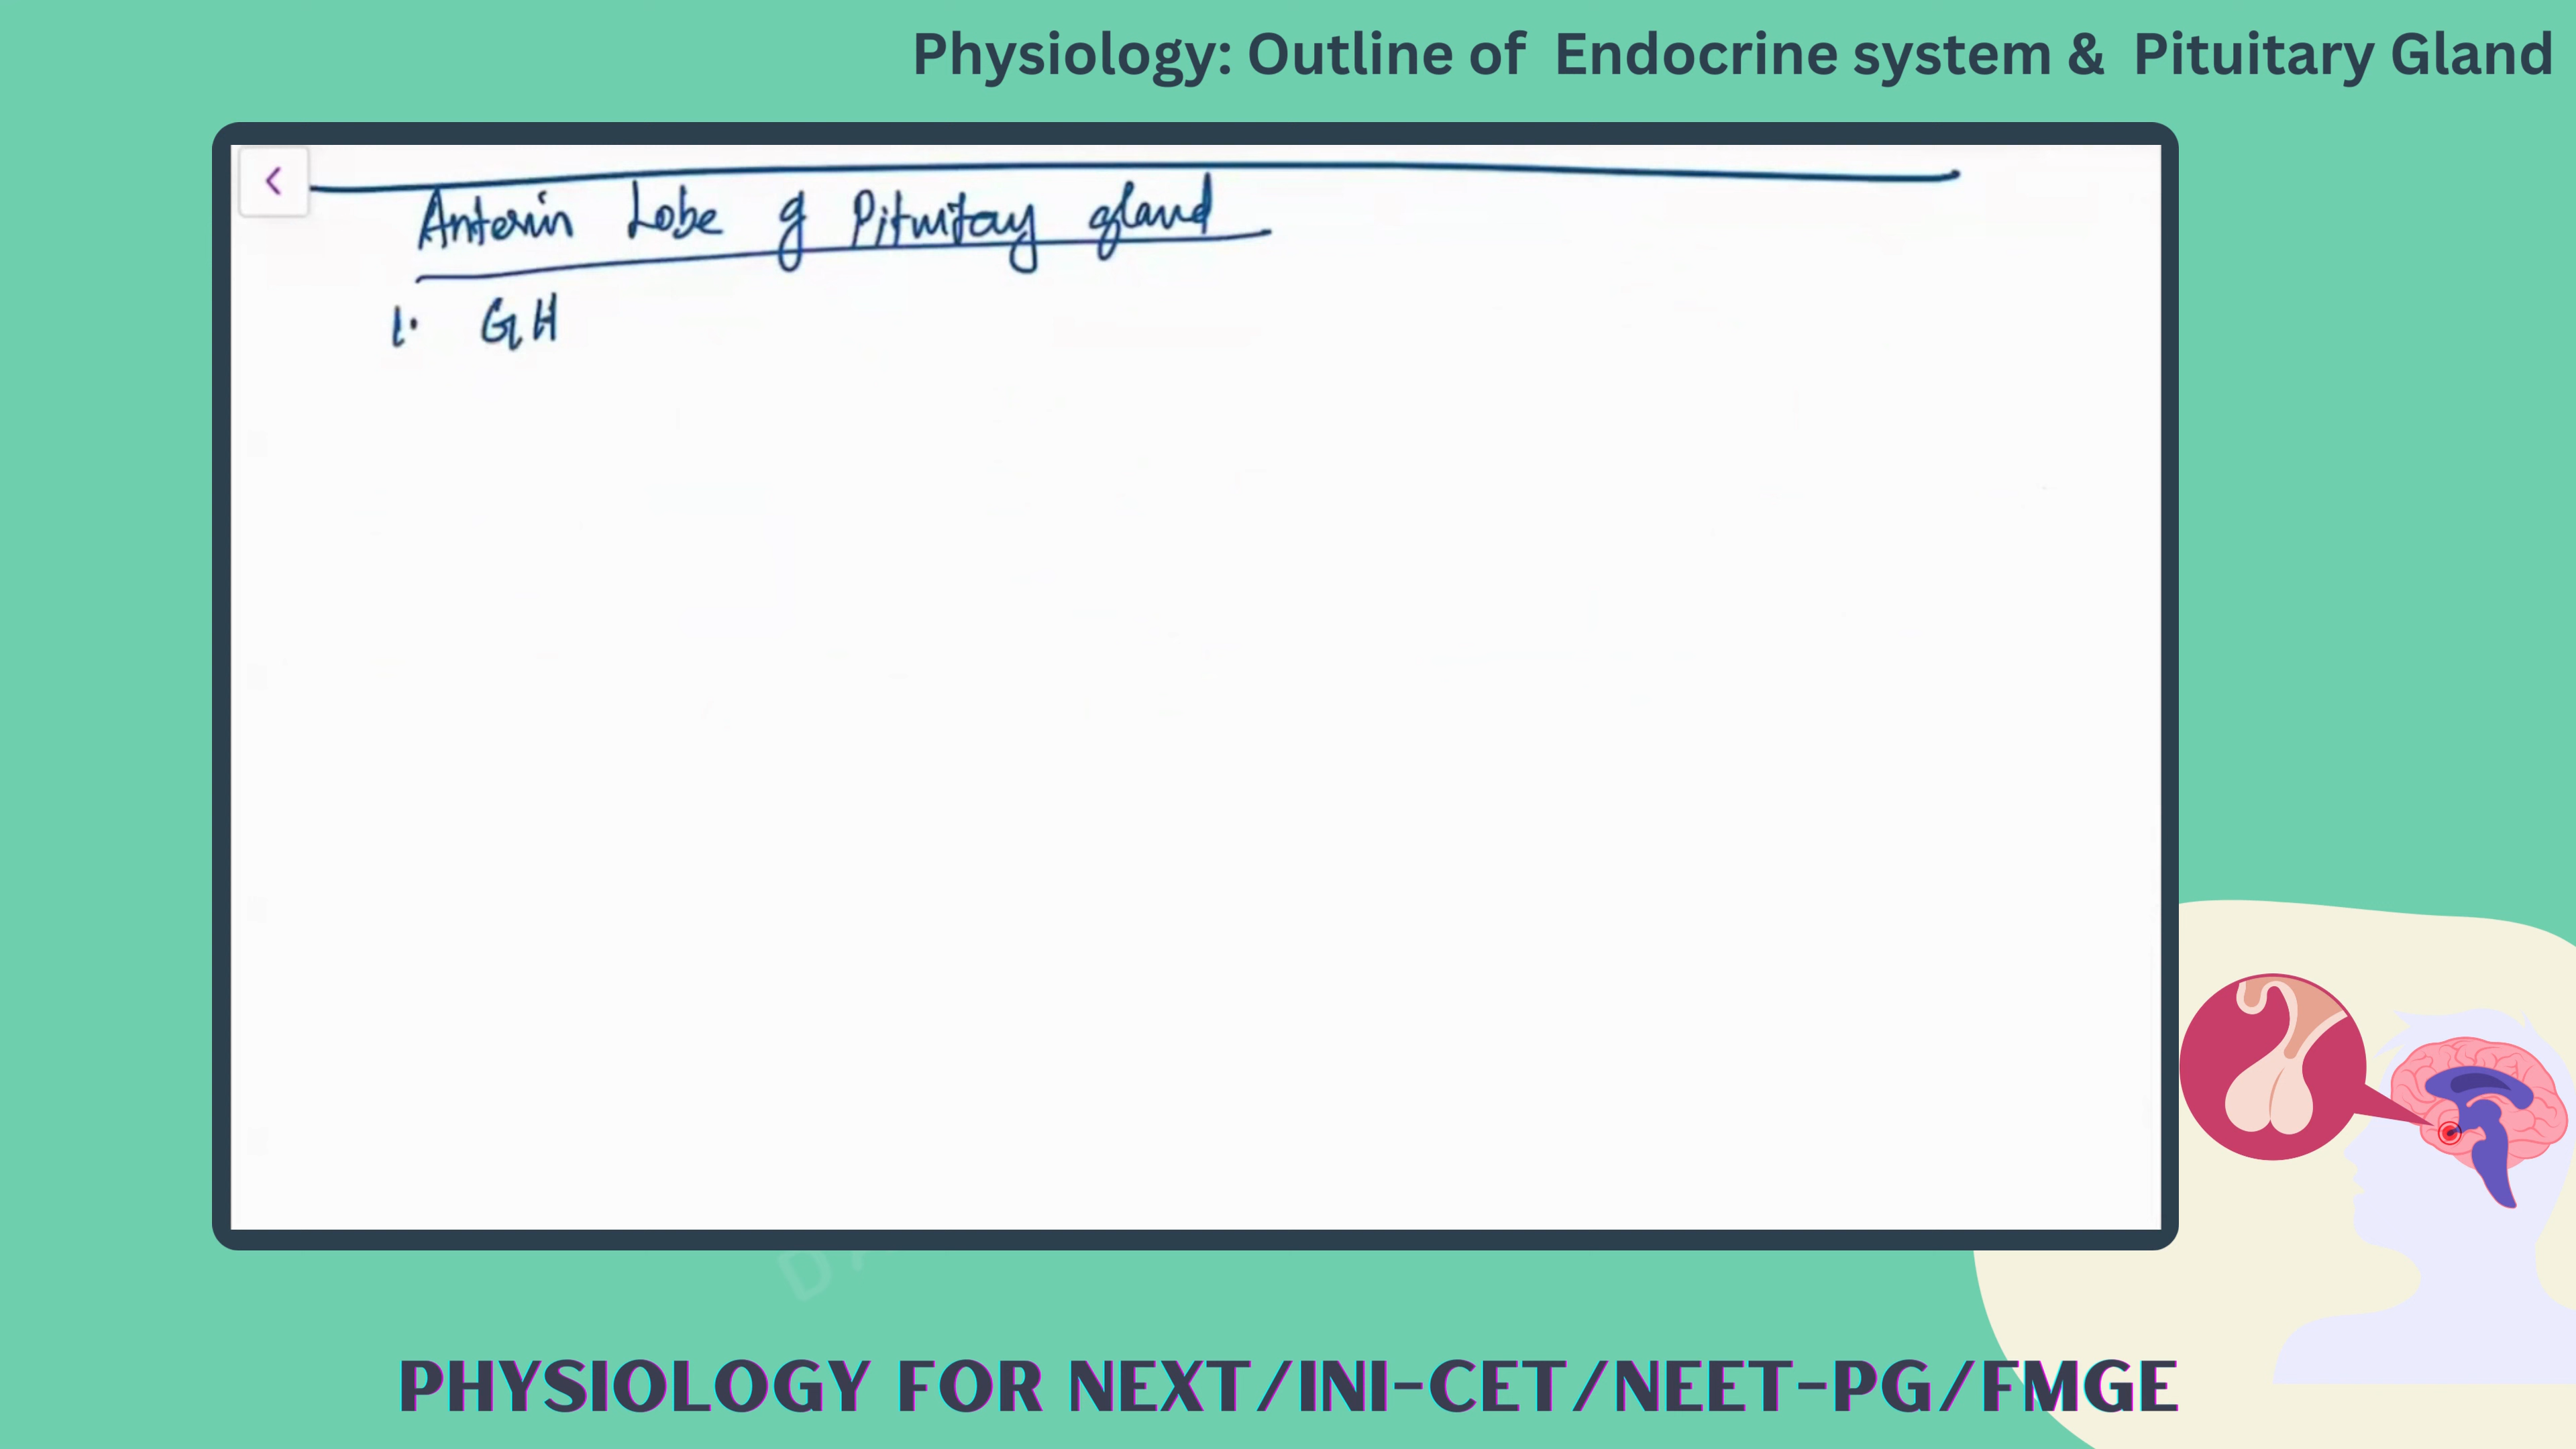 Physiology: Outline of Endocrine system & Pituitary Gland
<
Anterior Lobe of Pituitary gland
1. GH
PHYSIOLOGY FOR NEXT/INI-CET/NEET-PG/FMGE